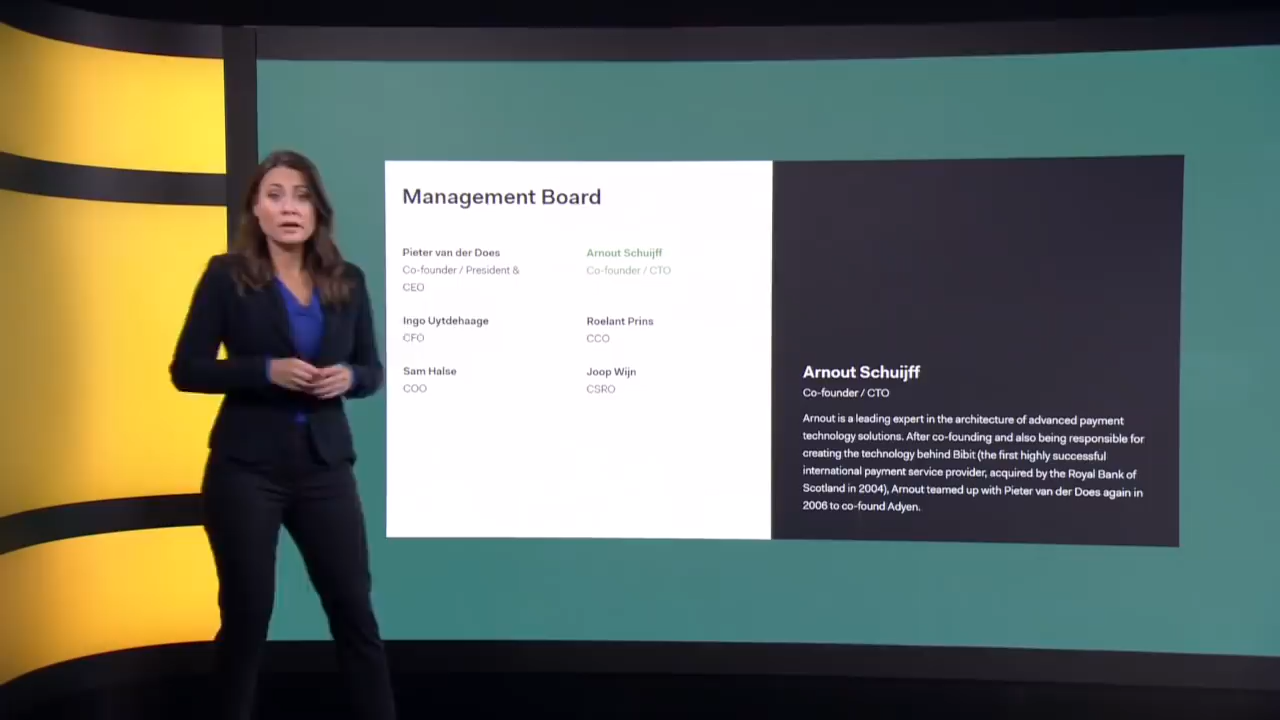 Management Board
Pieter van der Does
Co-founder / President &
CEO
Arnout Schuijff
Co-founder / CTO
Ingo Uytdehaage
CFO
Roelant Prins
CCO
Sam Halse
COO
Joop Wijn
CSRO
Arnout Schuijff
Co-founder / CTO
Arnout is a leading expert in the architecture of advanced payment
technology solutions. After co-founding and also being responsible for
creating the technology behind Bibit (the first highly successful
international payment service provider, acquired by the Royal Bank of
Scotland in 2004), Arnout teamed up with Pieter van der Does again in
2006 to co-found Adyen.